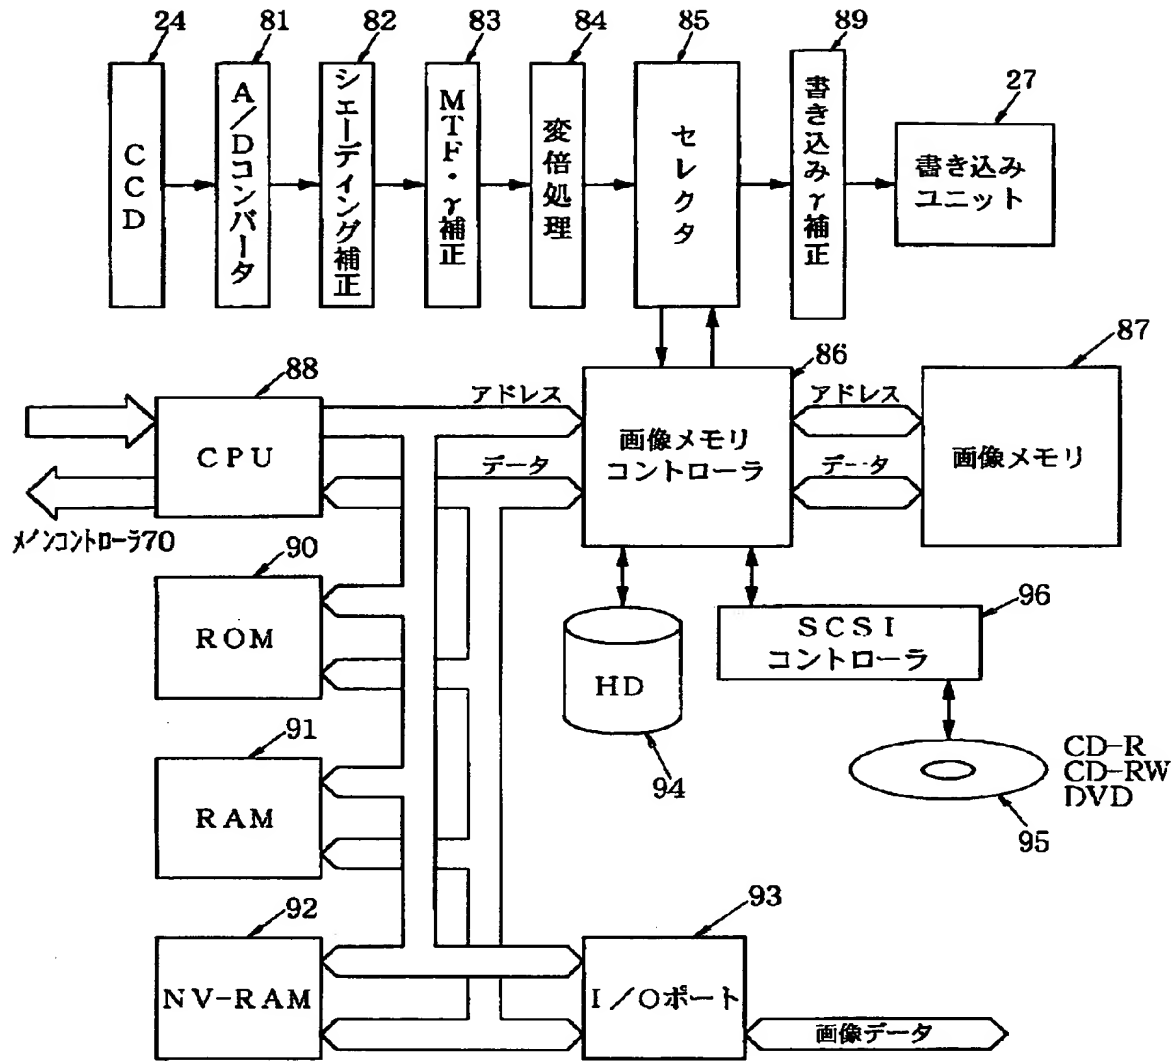 24
81
82
83
84
85
89
27
CCD
A/Dコンバータ
シェーディング補正
MTF・γ補正
変倍処理
セレクタ
書き込みγ補正
書き込み
ユニット
88
86
87
アドレス
アドレス
CPU
画像メモリ
コントローラ
画像メモリ
データ
データ
メインコントローラ70
90
ROM
96
SCSI
コントローラ
HD
94
CD-R
CD-RW
DVD
95
91
RAM
92
NV-RAM
93
I/Oポート
画像データ